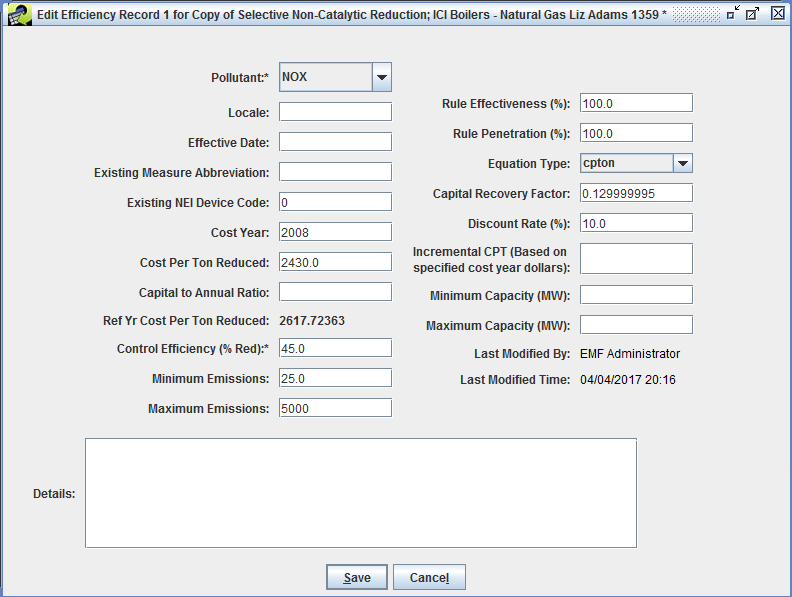 Edit Efficiency Record 1 for Copy of Selective Non-Catalytic Reduction; ICI Boilers - Natural Gas Liz Adams 1359 *
Pollutant:* NOX
Locale:
Effective Date:
Existing Measure Abbreviation:
Existing NEI Device Code: 0
Cost Year: 2008
Cost Per Ton Reduced: 2430.0
Capital to Annual Ratio:
Ref Yr Cost Per Ton Reduced: 2617.72363
Control Efficiency (% Red):* 45.0
Minimum Emissions: 25.0
Maximum Emissions: 5000
Rule Effectiveness (%): 100.0
Rule Penetration (%): 100.0
Equation Type: cpton
Capital Recovery Factor: 0.129999995
Discount Rate (%): 10.0
Incremental CPT (Based on
specified cost year dollars):
Minimum Capacity (MW):
Maximum Capacity (MW):
Last Modified By: EMF Administrator
Last Modified Time: 04/04/2017 20:16
Details:
Save Cancel